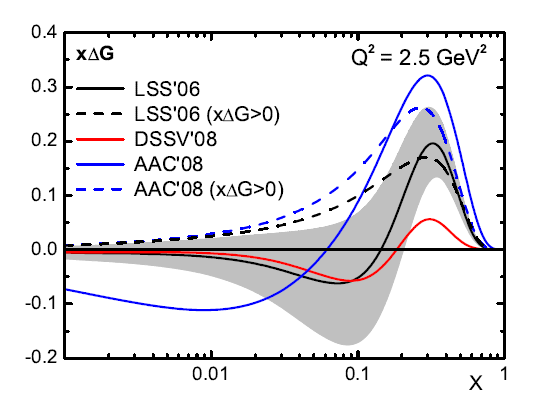 0.4
xΔG
Q² = 2.5 GeV²
0.3
LSS'06
LSS'06 (xΔG>0)
0.2
DSSV'08
AAC'08
0.1
AAC'08 (xΔG>0)
0.0
-0.1
-0.2
0.01
0.1
1
X